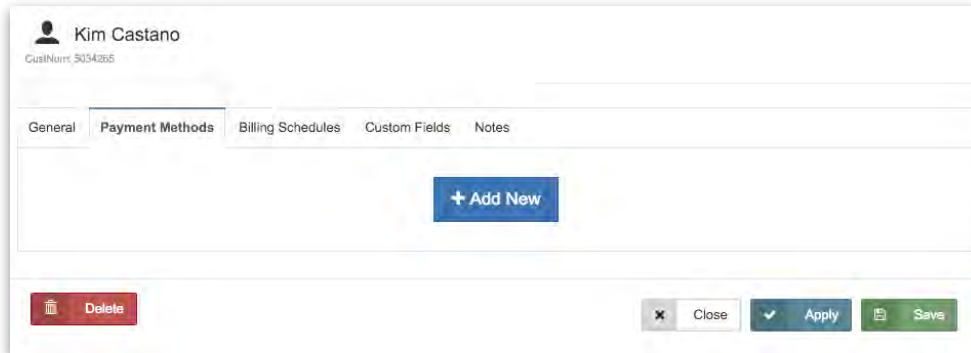 Kim Castano
CustNum: 5034265
General Payment Methods Billing Schedules Custom Fields Notes
+ Add New
Delete Close Apply Save